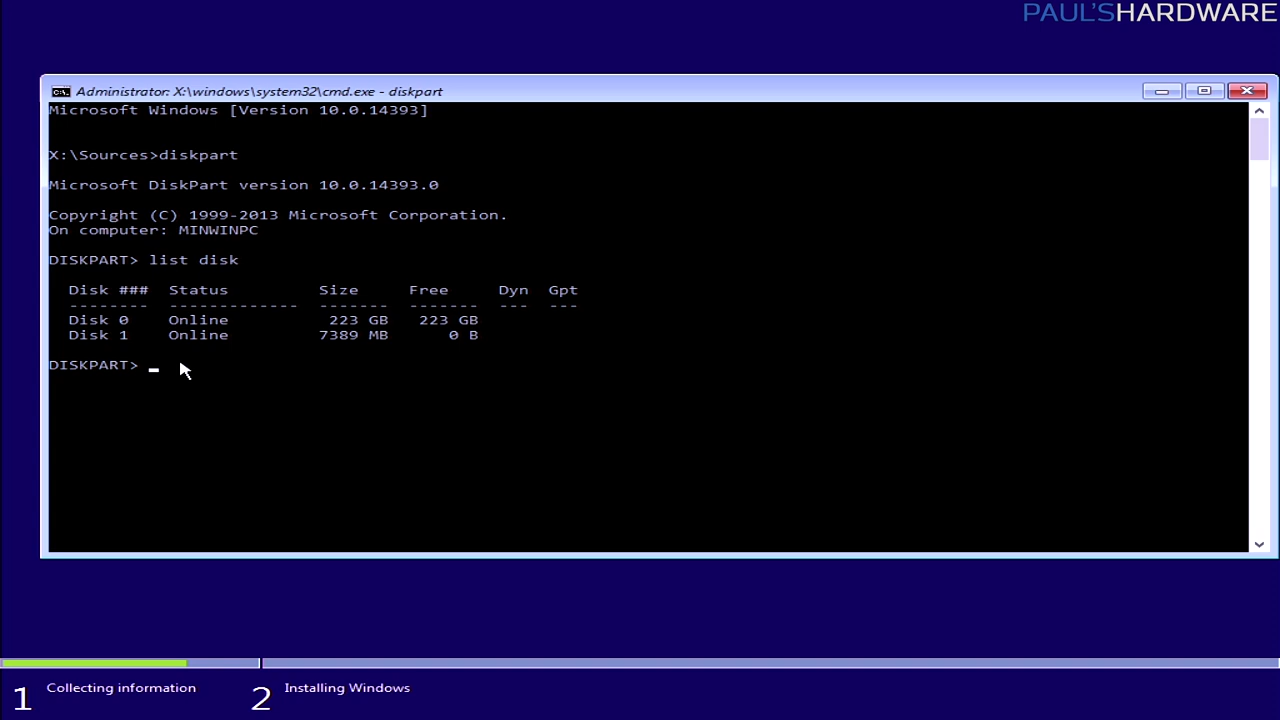 PAUL'SHARDWARE
Administrator: X:\windows\system32\cmd.exe - diskpart
Microsoft Windows [Version 10.0.14393]
X:\Sources>diskpart
Microsoft DiskPart version 10.0.14393.0
Copyright (C) 1999-2013 Microsoft Corporation.
On computer: MINWINPC
DISKPART> list disk
  Disk ###  Status         Size     Free     Dyn  Gpt
  --------  -------------  -------  -------  ---  ---
  Disk 0    Online          223 GB   223 GB
  Disk 1    Online         7389 MB      0 B
DISKPART> _
1 Collecting information 2 Installing Windows